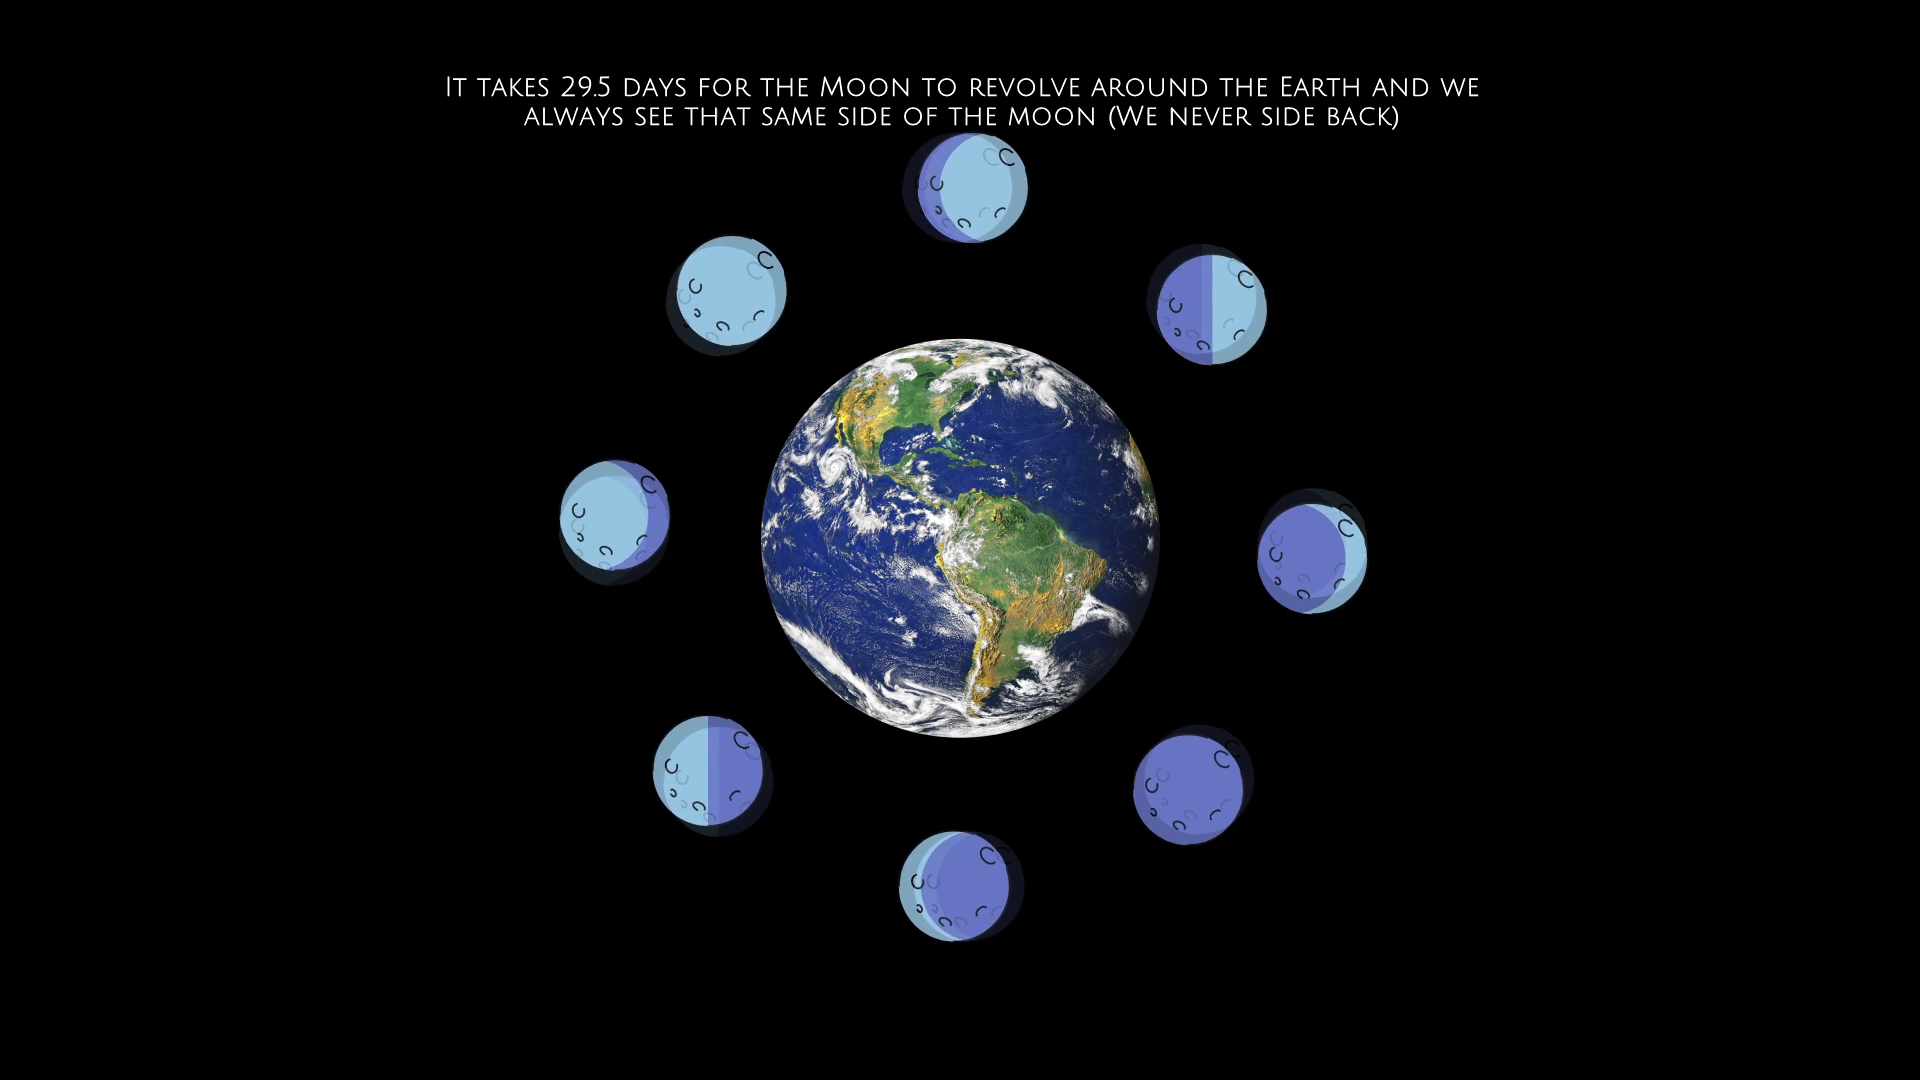 It takes 29.5 days for the Moon to revolve around the Earth and we
always see that same side of the moon (We never side back)